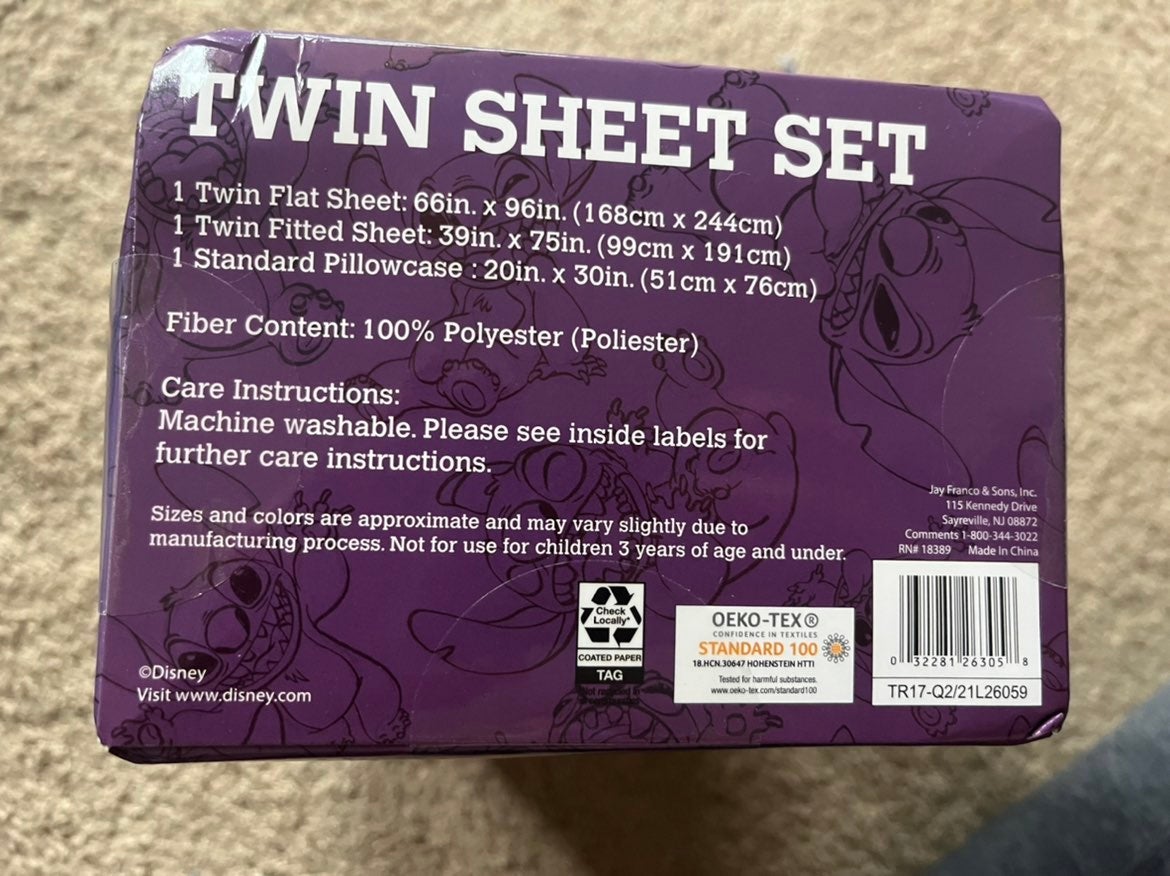 TWIN SHEET SET
1 Twin Flat Sheet: 66in. x 96in. (168cm x 244cm)
1 Twin Fitted Sheet: 39in. x 75in. (99cm x 191cm)
1 Standard Pillowcase : 20in. x 30in. (51cm x 76cm)
Fiber Content: 100% Polyester (Poliester)
Care Instructions:
Machine washable. Please see inside labels for
further care instructions.
Sizes and colors are approximate and may vary slightly due to
manufacturing process. Not for use for children 3 years of age and under.
Jay Franco & Sons, Inc.
115 Kennedy Drive
Sayreville, NJ 08872
Comments 1-800-344-3022
RN# 18389 Made In China
©Disney
Visit www.disney.com
Check
Locally*
COATED PAPER
TAG
*Not recycled in
OEKO-TEX®
CONFIDENCE IN TEXTILES
STANDARD 100
18.HCN.30647 HOHENSTEIN HTTI
Tested for harmful substances.
www.oeko-tex.com/standard100
0 32281 26305 8
TR17-Q2/21L26059